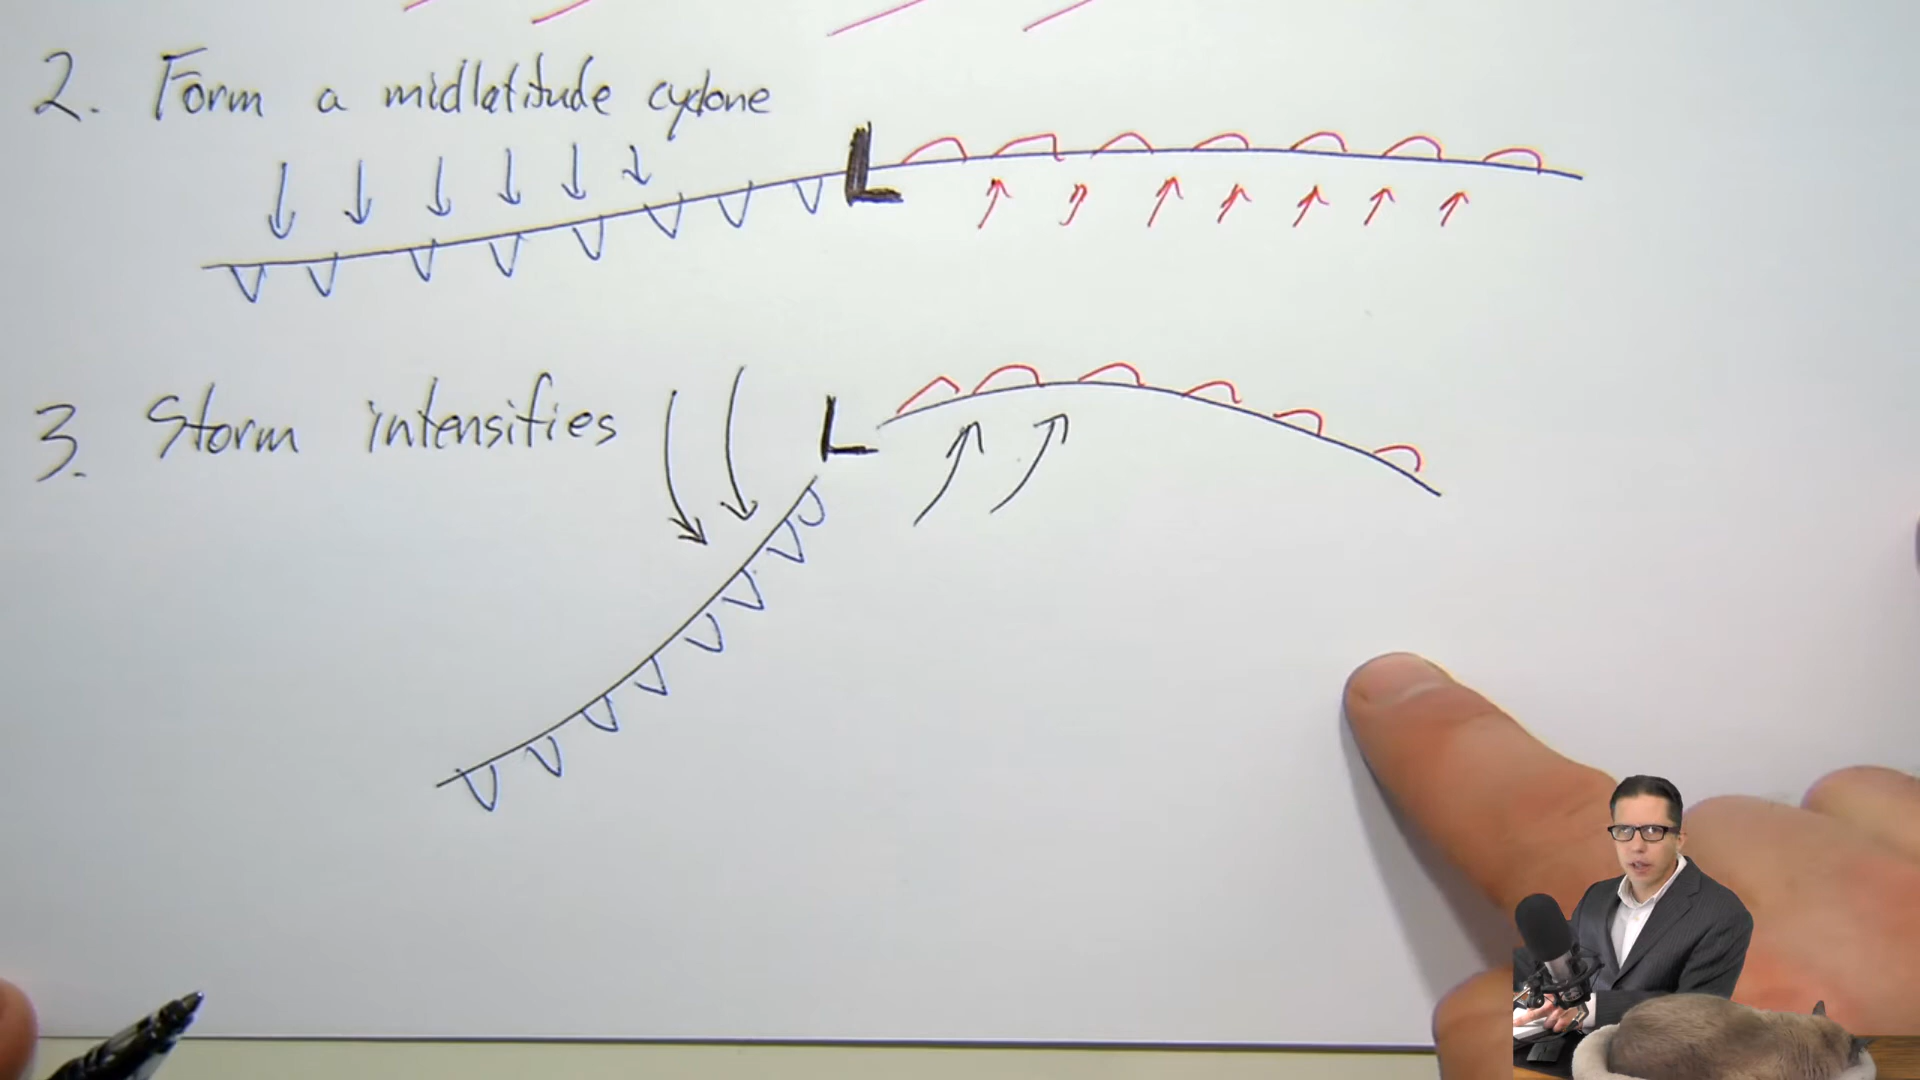 2. Form a midlatitude cyclone
L
3. Storm intensifies
L